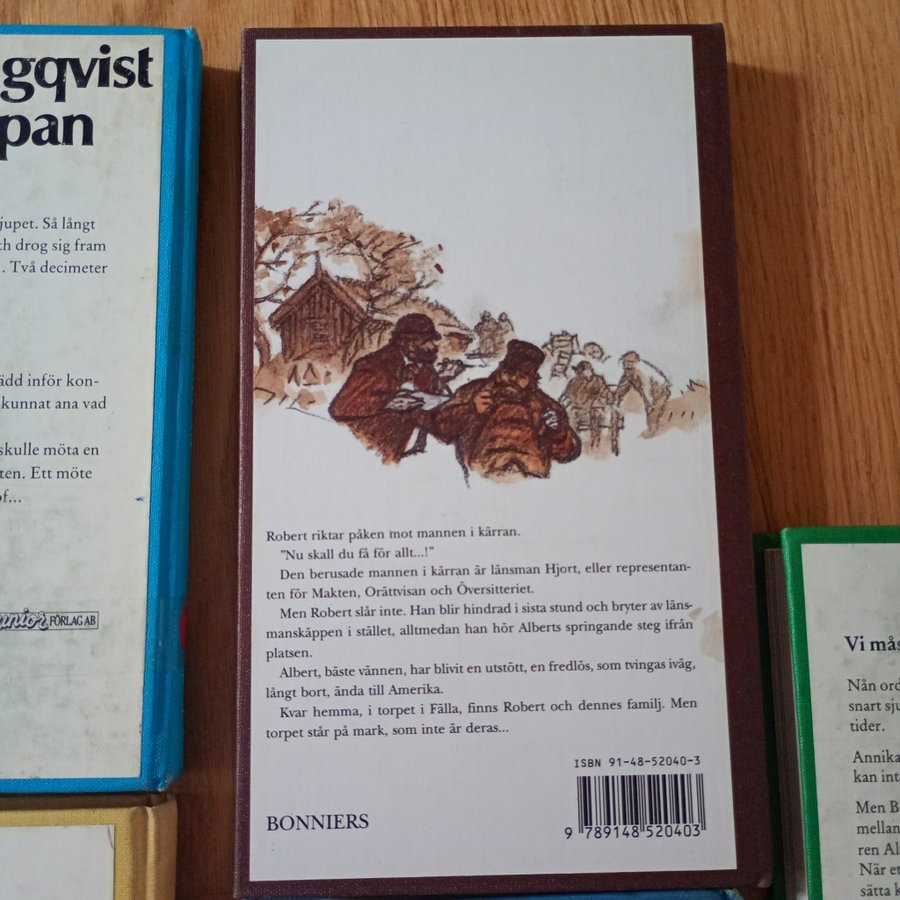 gqvist
pan
jupet. Så långt
ch drog sig fram
. Två decimeter
ädd inför kon-
kunnat ana vad
skulle möta en
ten. Ett möte
of...
unior FÖRLAG AB
Robert riktar påken mot mannen i kärran.
"Nu skall du få för allt...!"
Den berusade mannen i kärran är länsman Hjort, eller representan-
ten för Makten, Orättvisan och Översitteriet.
Men Robert slår inte. Han blir hindrad i sista stund och bryter av läns-
manskäppen i stället, alltmedan han hör Alberts springande steg ifrån
platsen.
Albert, bäste vännen, har blivit en utstött, en fredlös, som tvingas iväg,
långt bort, ända till Amerika.
Kvar hemma, i torpet i Fälla, finns Robert och dennes familj. Men
torpet står på mark, som inte är deras...
ISBN 91-48-52040-3
BONNIERS
9 789148 520403
Vi mås
Nån ord
snart sju
tider.
Annika
kan int
Men B
mellan
ren Al
När et
sätta k